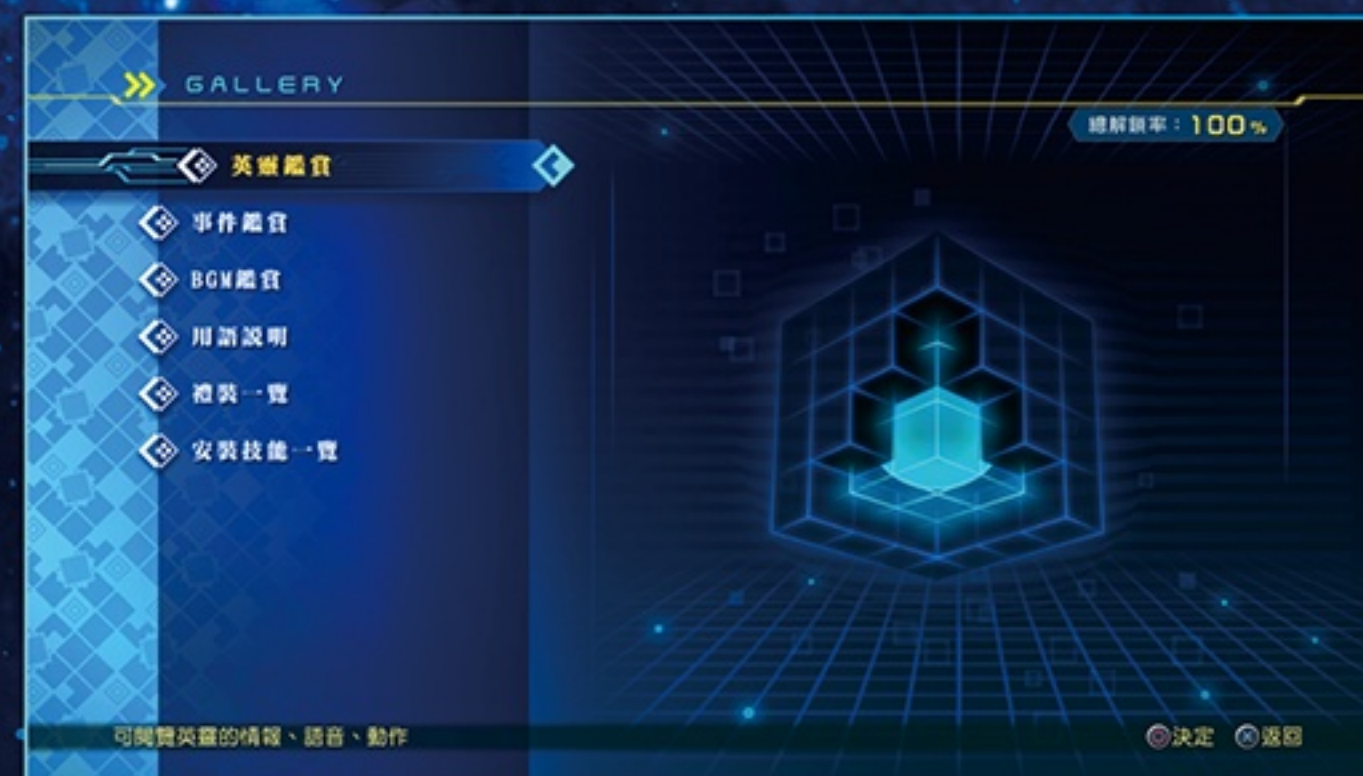 GALLERY
總解鎖率：100%
英靈鑑賞
事件鑑賞
BGM鑑賞
用語説明
禮裝一覽
安裝技能一覽
可閱覽英靈的情報、語音、動作
決定 返回